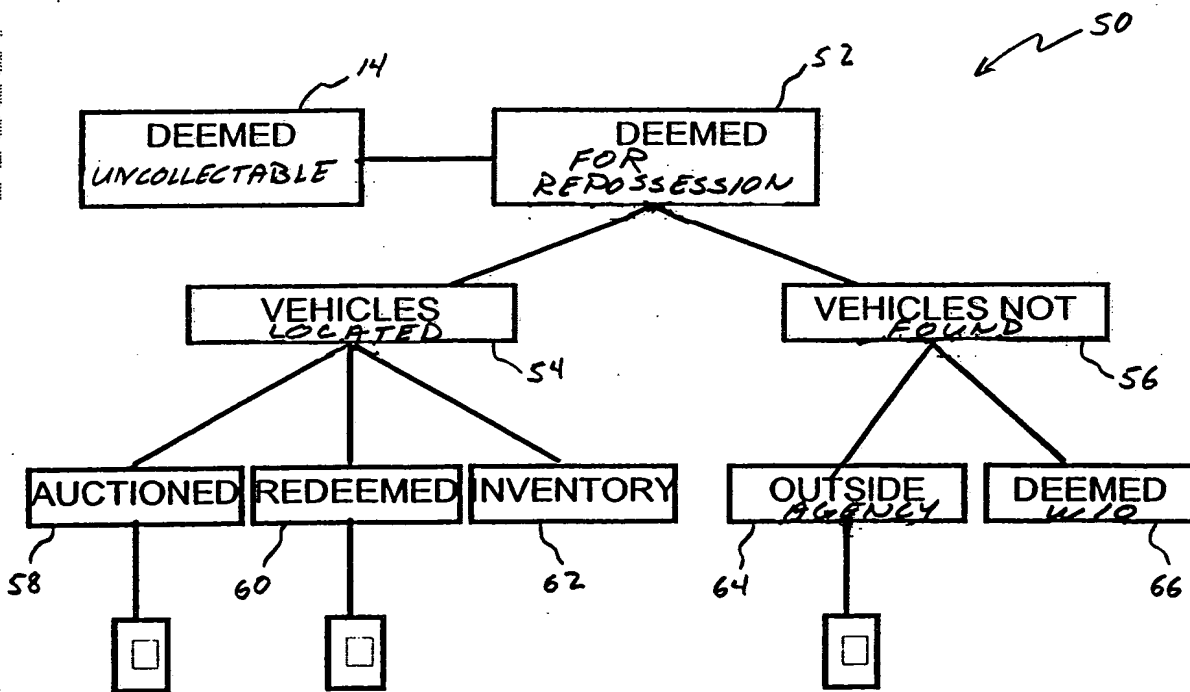 50
14
52
DEEMED
UNCOLLECTABLE
DEEMED
FOR
REPOSSESSION
VEHICLES
LOCATED
54
VEHICLES NOT
FOUND
56
AUCTIONED
58
REDEEMED
60
INVENTORY
62
OUTSIDE
AGENCY
64
DEEMED
W/O
66